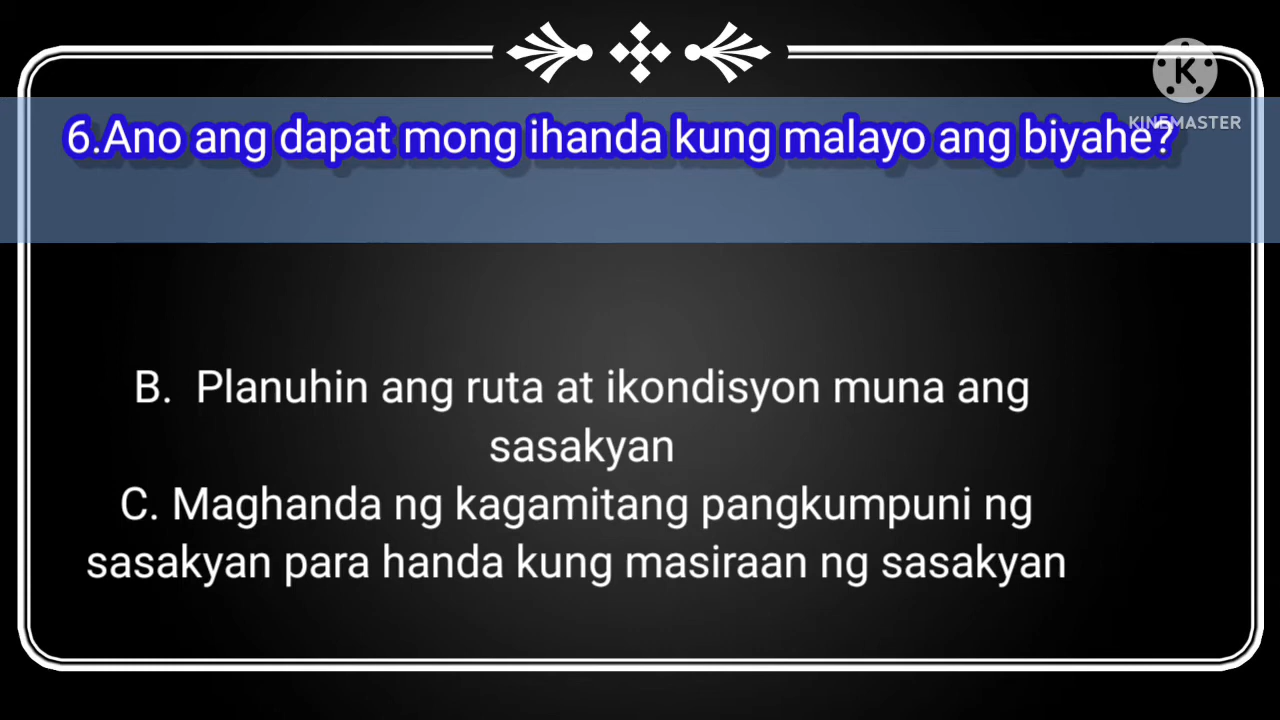 K
KINEMASTER
6.Ano ang dapat mong ihanda kung malayo ang biyahe?
B. Planuhin ang ruta at ikondisyon muna ang
sasakyan
C. Maghanda ng kagamitang pangkumpuni ng
sasakyan para handa kung masiraan ng sasakyan